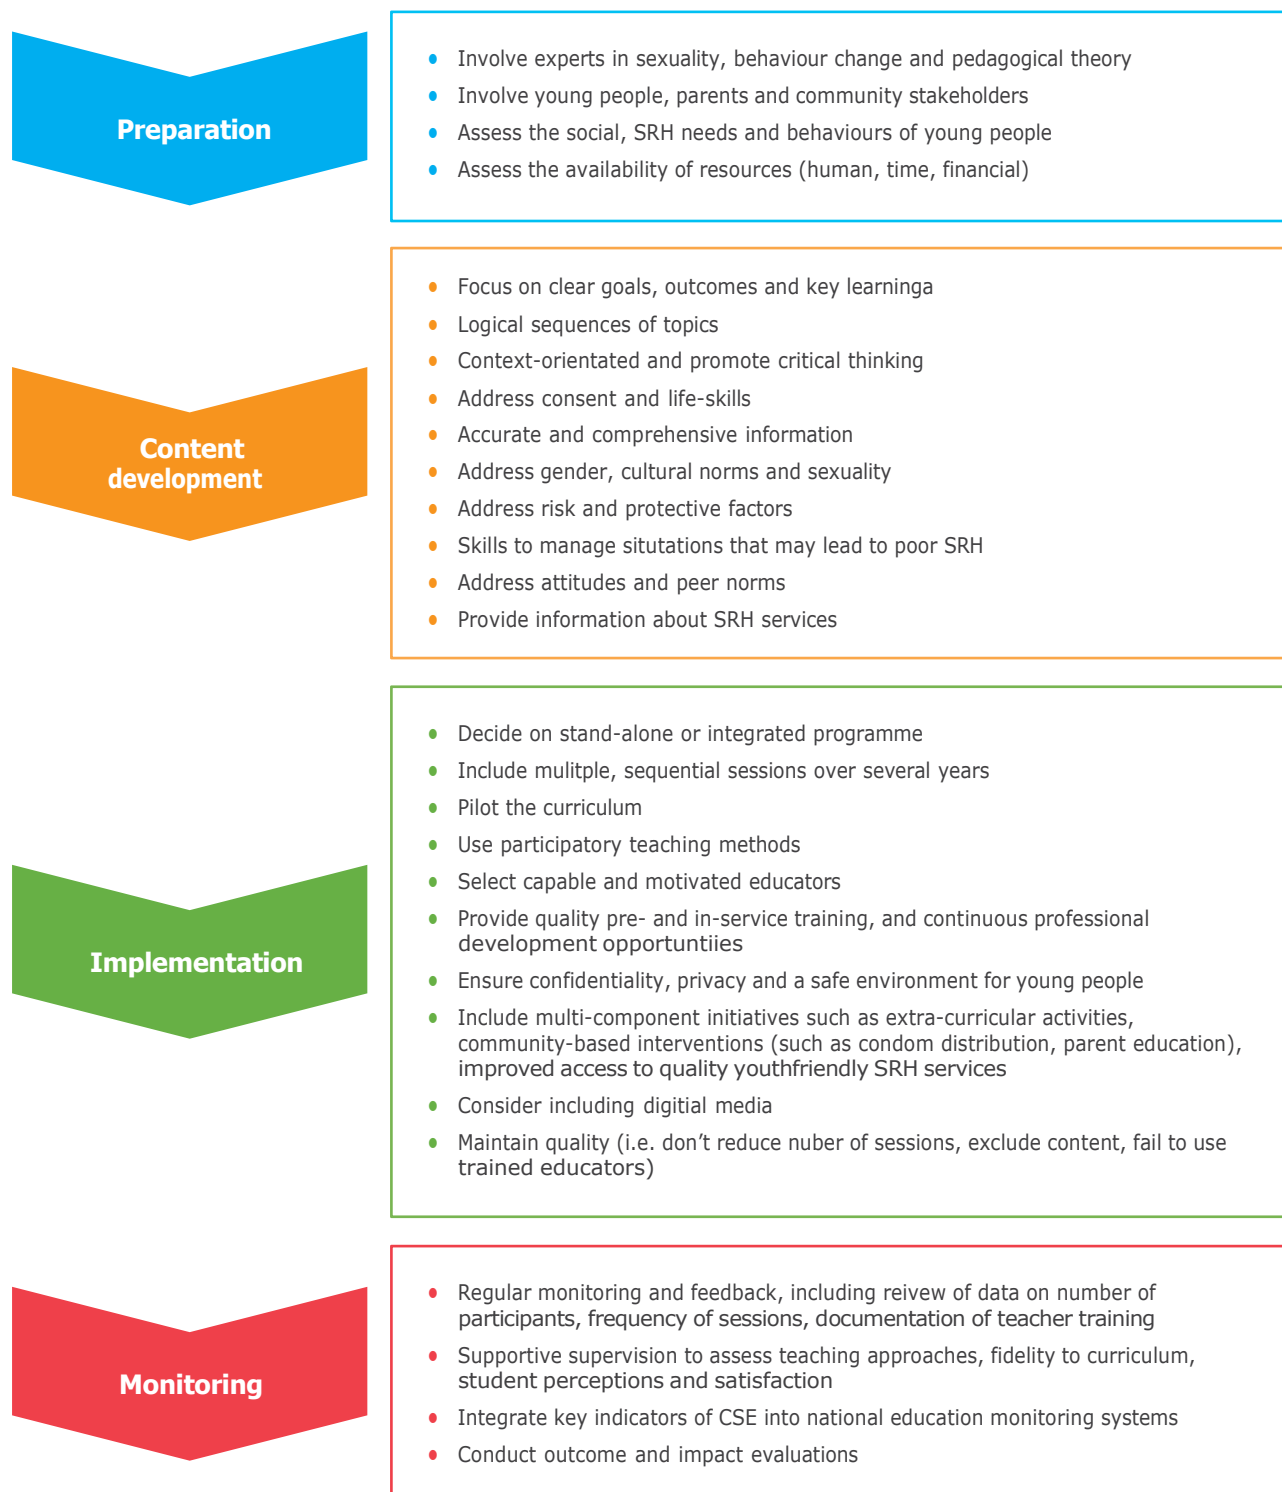 Preparation
Involve experts in sexuality, behaviour change and pedagogical theory
Involve young people, parents and community stakeholders
Assess the social, SRH needs and behaviours of young people
Assess the availability of resources (human, time, financial)
Content
development
Focus on clear goals, outcomes and key learninga
Logical sequences of topics
Context-orientated and promote critical thinking
Address consent and life-skills
Accurate and comprehensive information
Address gender, cultural norms and sexuality
Address risk and protective factors
Skills to manage situtations that may lead to poor SRH
Address attitudes and peer norms
Provide information about SRH services
Implementation
Decide on stand-alone or integrated programme
Include mulitple, sequential sessions over several years
Pilot the curriculum
Use participatory teaching methods
Select capable and motivated educators
Provide quality pre- and in-service training, and continuous professional
development opportuntiies
Ensure confidentiality, privacy and a safe environment for young people
Include multi-component initiatives such as extra-curricular activities,
community-based interventions (such as condom distribution, parent education),
improved access to quality youthfriendly SRH services
Consider including digitial media
Maintain quality (i.e. don't reduce nuber of sessions, exclude content, fail to use
trained educators)
Monitoring
Regular monitoring and feedback, including reivew of data on number of
participants, frequency of sessions, documentation of teacher training
Supportive supervision to assess teaching approaches, fidelity to curriculum,
student perceptions and satisfaction
Integrate key indicators of CSE into national education monitoring systems
Conduct outcome and impact evaluations